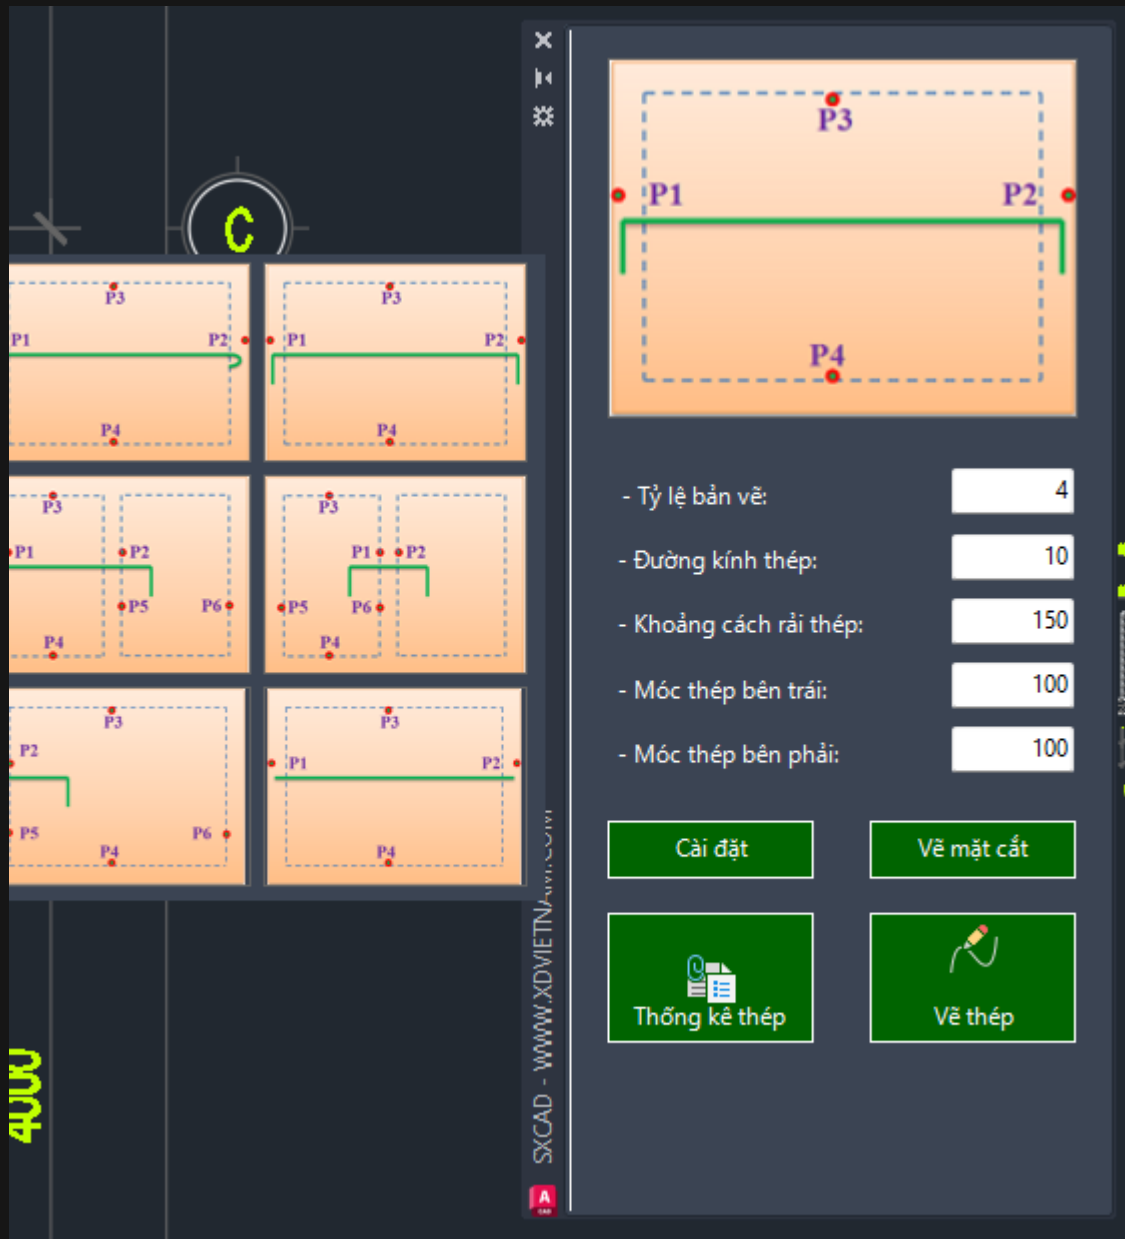 C
P3
P1
P2
P4
P3
P1
P2
P4
P3
P1
P2
P5
P6
P4
P3
P1
P2
P5
P6
P4
P3
P2
P5
P6
P4
P3
P1
P2
P4
4000
SXCAD - WWW.XDVIETNAM.COM
A
CAD
P3
P1
P2
P4
- Tỷ lệ bản vẽ: 4
- Đường kính thép: 10
- Khoảng cách rải thép: 150
- Móc thép bên trái: 100
- Móc thép bên phải: 100
Cài đặt
Vẽ mặt cắt
Thống kê thép
Vẽ thép